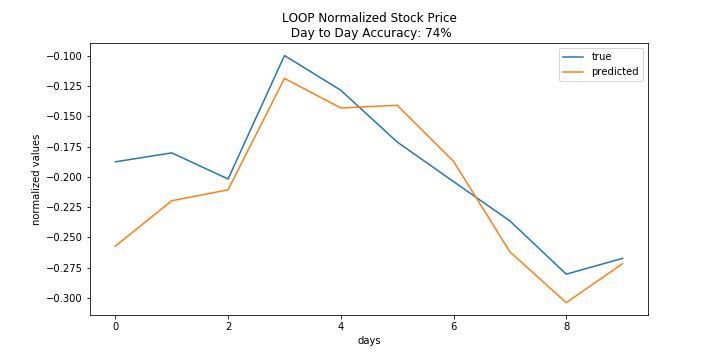 LOOP Normalized Stock Price
Day to Day Accuracy: 74%
true
predicted
−0.100
−0.125
−0.150
−0.175
−0.200
−0.225
−0.250
−0.275
−0.300
normalized values
0
2
4
6
8
days